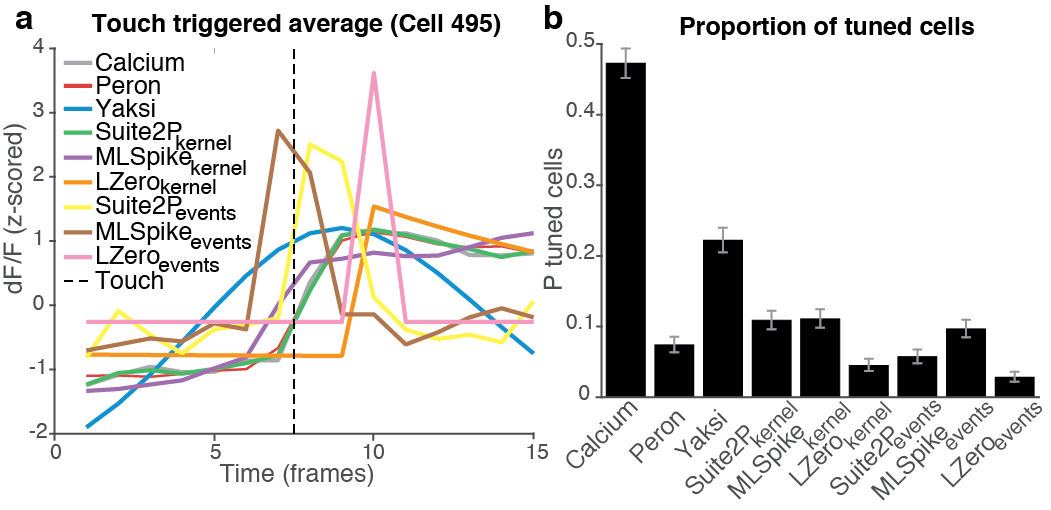 a
Touch triggered average (Cell 495)
dF/F (z-scored)
4
3
2
1
0
-1
-2
Calcium
Peron
Yaksi
Suite2Pkernel
MLSpikekernel
LZerokernel
Suite2Pevents
MLSpikeevents
LZeroevents
Touch
0
5
10
15
Time (frames)
b
Proportion of tuned cells
P tuned cells
0.5
0.4
0.3
0.2
0.1
0
Calcium
Peron
Yaksi
Suite2Pkernel
MLSpikekernel
LZerokernel
Suite2Pevents
MLSpikeevents
LZeroevents